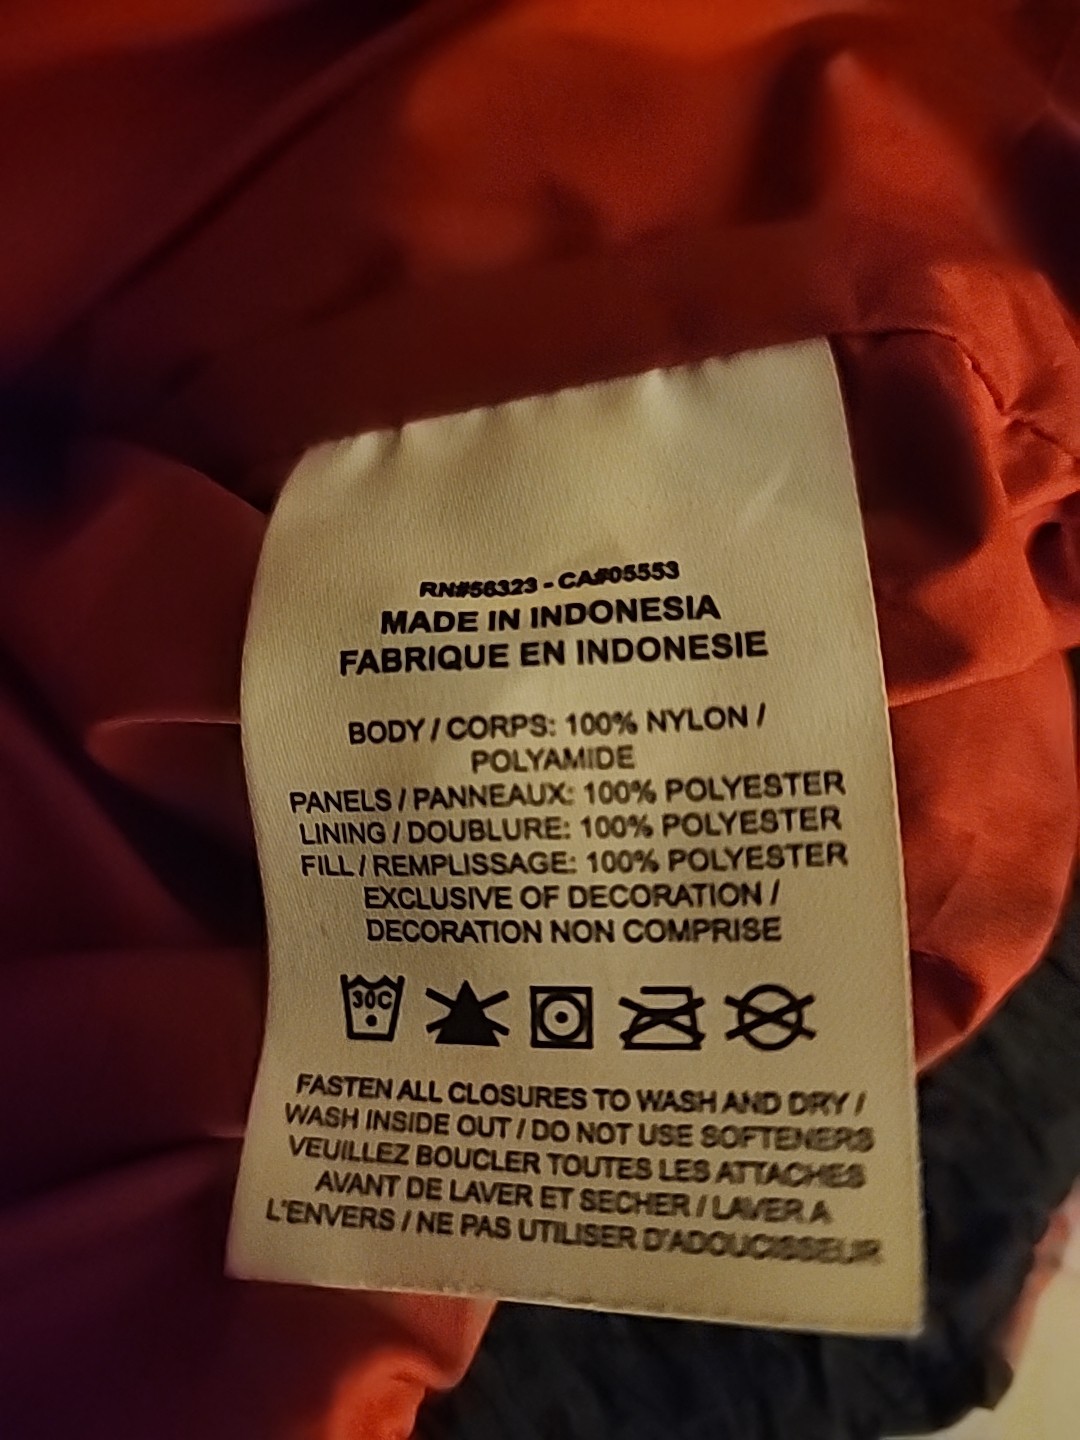 RN#56323 - CA#05553
MADE IN INDONESIA
FABRIQUE EN INDONESIE
BODY / CORPS: 100% NYLON /
POLYAMIDE
PANELS / PANNEAUX: 100% POLYESTER
LINING / DOUBLURE: 100% POLYESTER
FILL / REMPLISSAGE: 100% POLYESTER
EXCLUSIVE OF DECORATION /
DECORATION NON COMPRISE
30C
FASTEN ALL CLOSURES TO WASH AND DRY /
WASH INSIDE OUT / DO NOT USE SOFTENERS
VEUILLEZ BOUCLER TOUTES LES ATTACHES
AVANT DE LAVER ET SECHER / LAVER A
L'ENVERS / NE PAS UTILISER D'ADOUCISSEUR